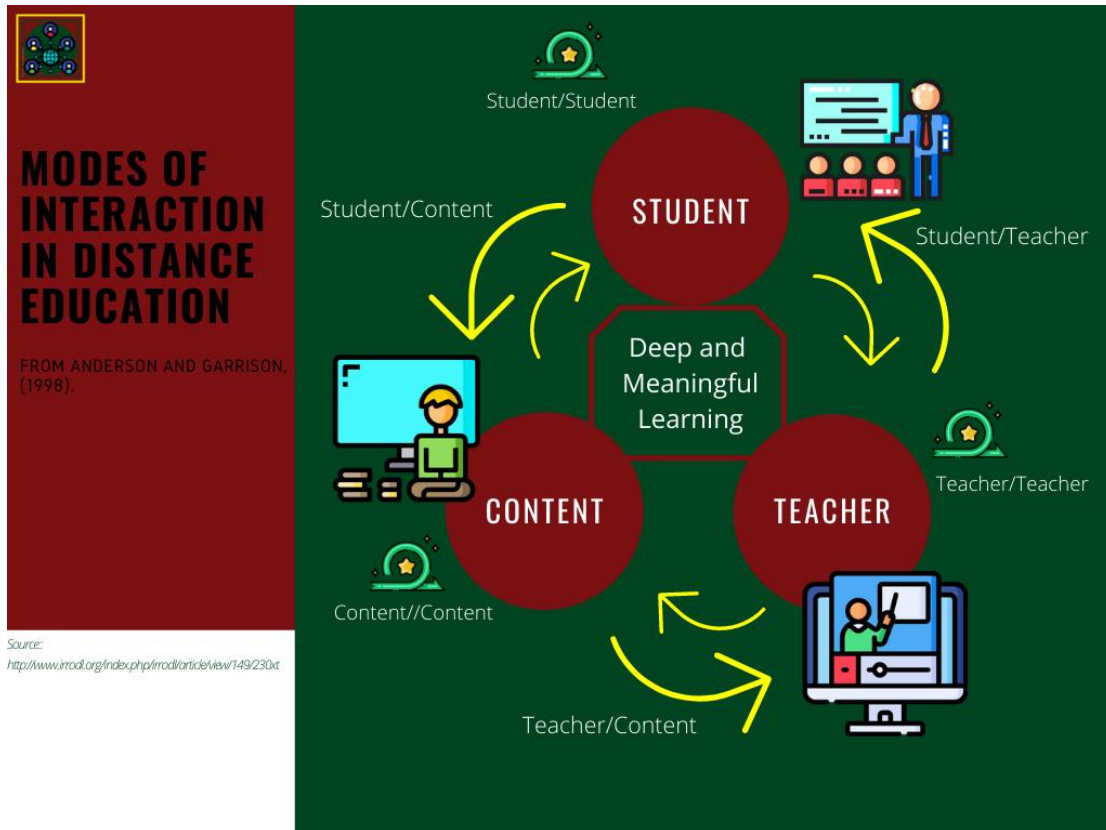 MODES OF
INTERACTION
IN DISTANCE
EDUCATION
FROM ANDERSON AND GARRISON,
(1998).
Source::
http://www.irrodl.org/index.php/irrodl/article/view/149/230xt
Student/Student
Student/Content
STUDENT
Student/Teacher
Deep and
Meaningful
Learning
CONTENT
TEACHER
Teacher/Teacher
Content//Content
Teacher/Content